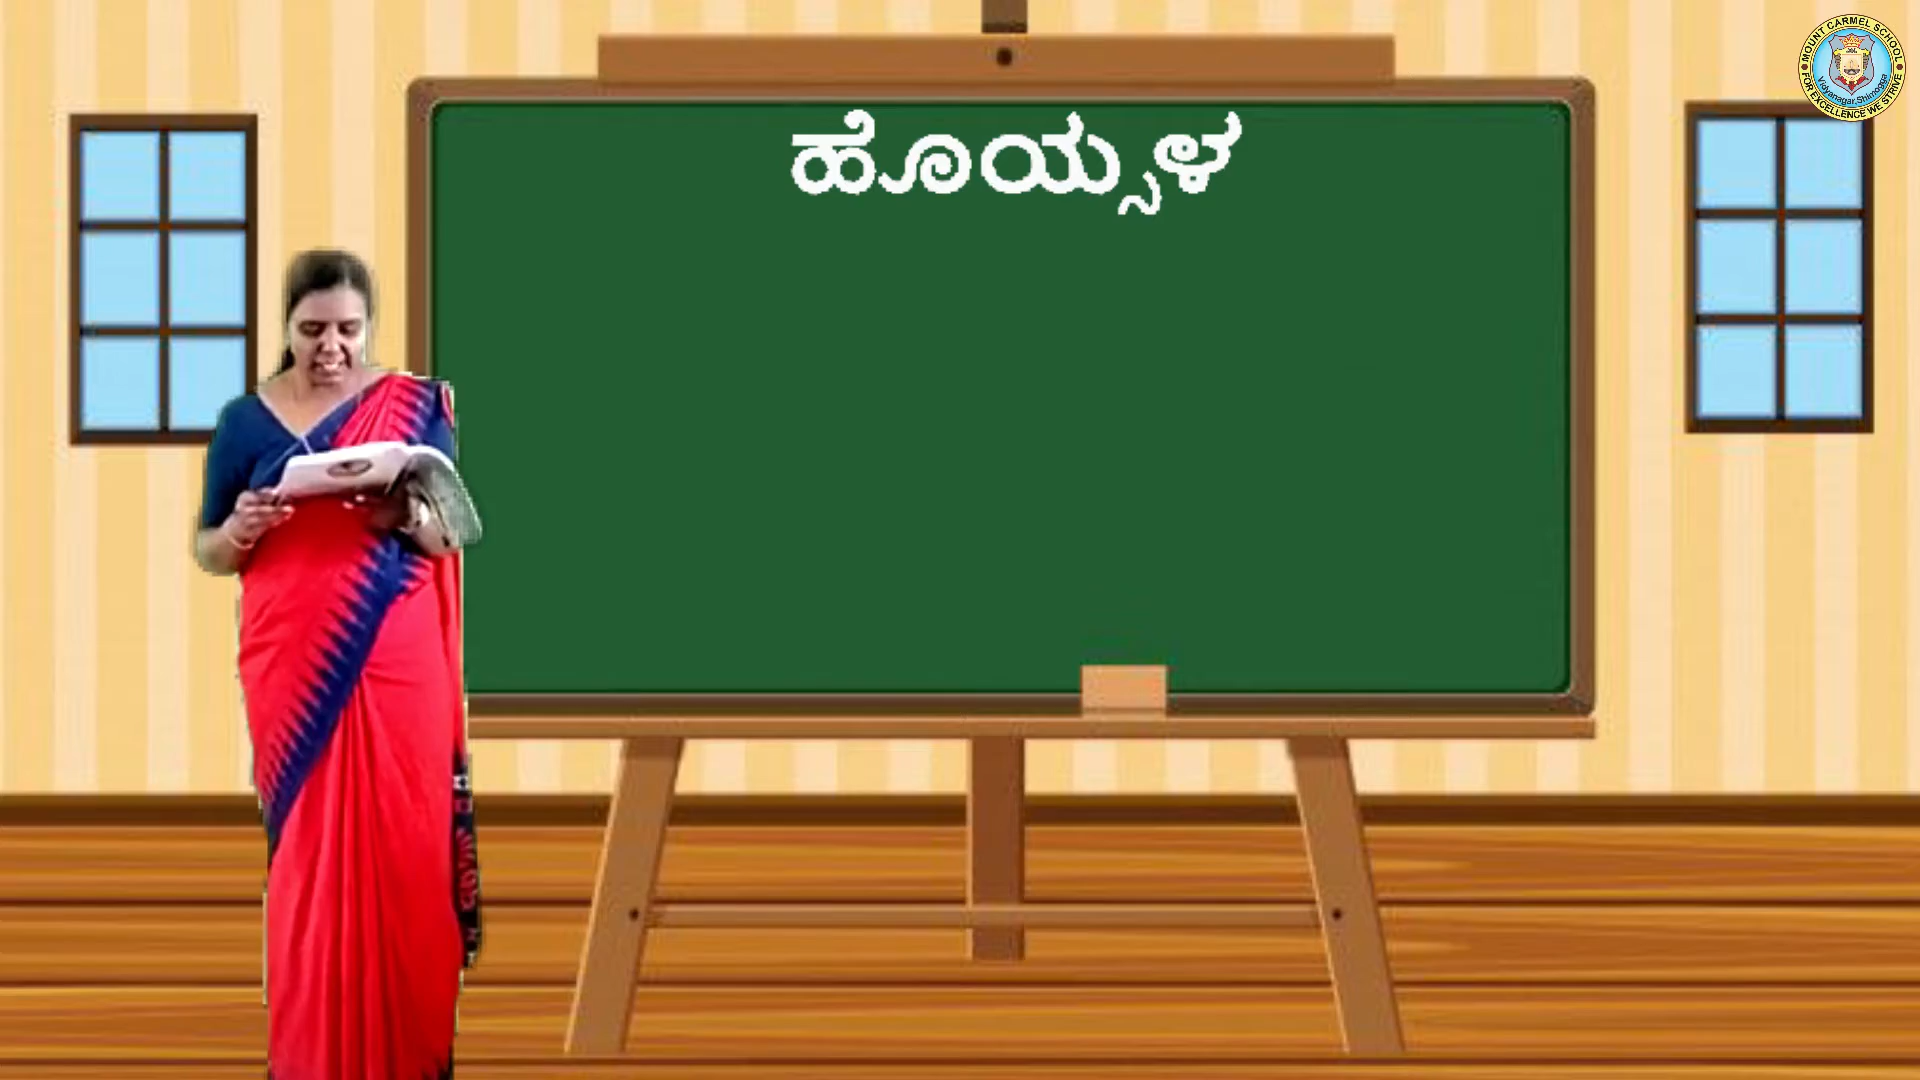 ಹೊಯ್ಸಳ
MOUNT CARMEL SCHOOL
Vidyanagar, Shimoga
FOR EXCELLENCE WE STRIVE